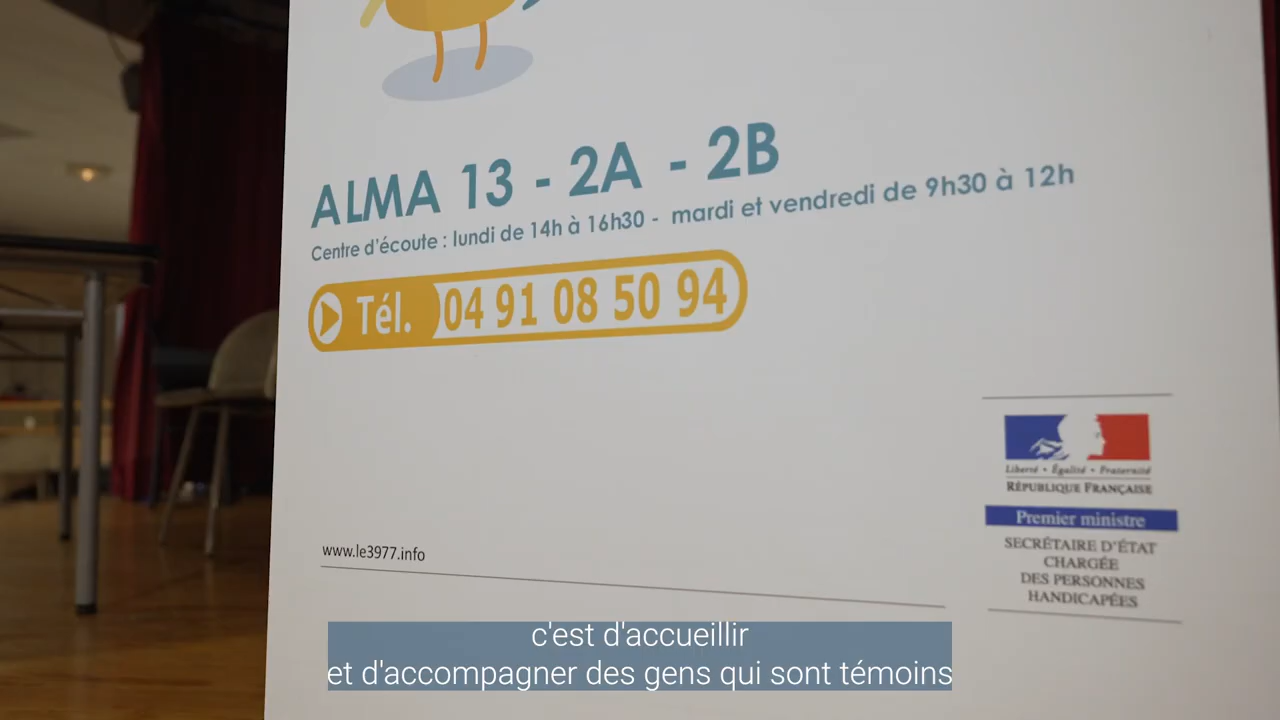 ALMA 13 - 2A - 2B
Centre d'écoute : lundi de 14h à 16h30 - mardi et vendredi de 9h30 à 12h
Tél. 04 91 08 50 94
Liberté • Égalité • Fraternité
RÉPUBLIQUE FRANÇAISE
Premier ministre
SECRÉTAIRE D'ÉTAT
CHARGÉE
DES PERSONNES
HANDICAPÉES
www.le3977.info
c'est d'accueillir
et d'accompagner des gens qui sont témoins